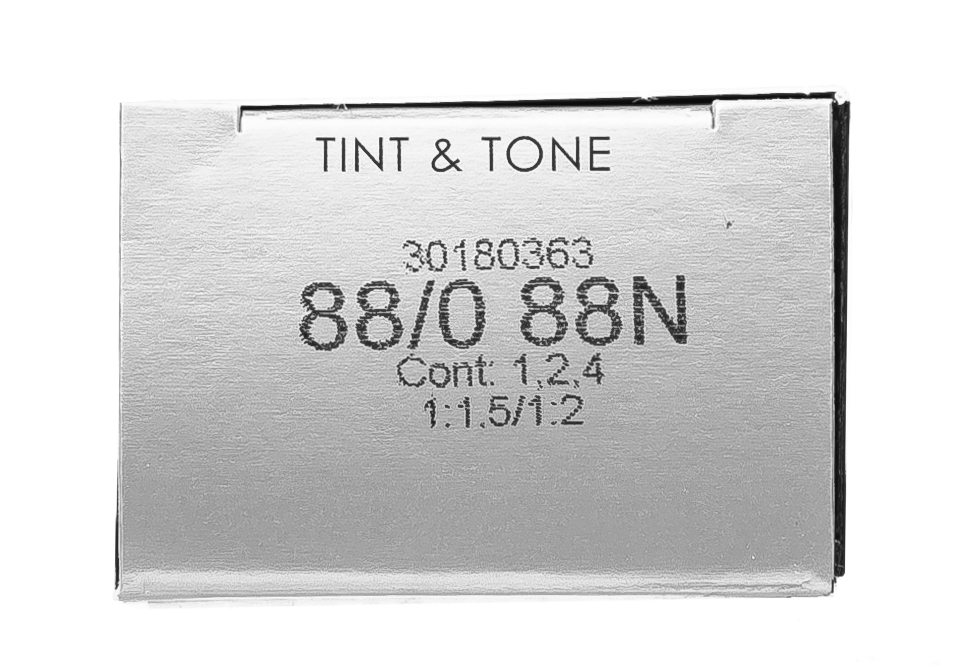 TINT & TONE
30180363
88/0 88N
Cont: 1,2,4
1:1,5/1:2